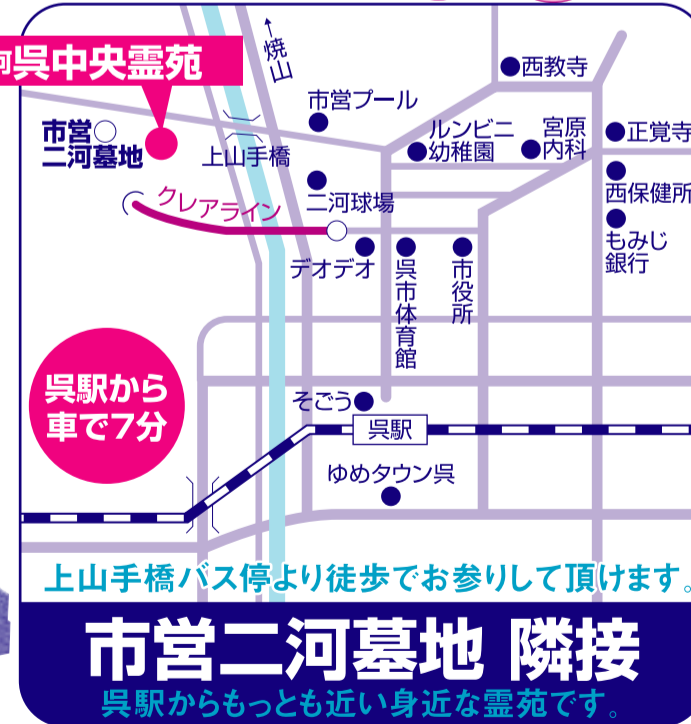 呉中央霊苑
↑焼山
西教寺
市営プール
市営
二河墓地
上山手橋
ルンビニ
幼稚園
宮原
内科
正覚寺
西保健所
二河球場
クレアライン
もみじ
銀行
デオデオ
呉市体育館
市役所
呉駅から
車で7分
そごう
呉駅
ゆめタウン呉
上山手橋バス停より徒歩でお参りして頂けます。
市営二河墓地 隣接
呉駅からもっとも近い身近な霊苑です。